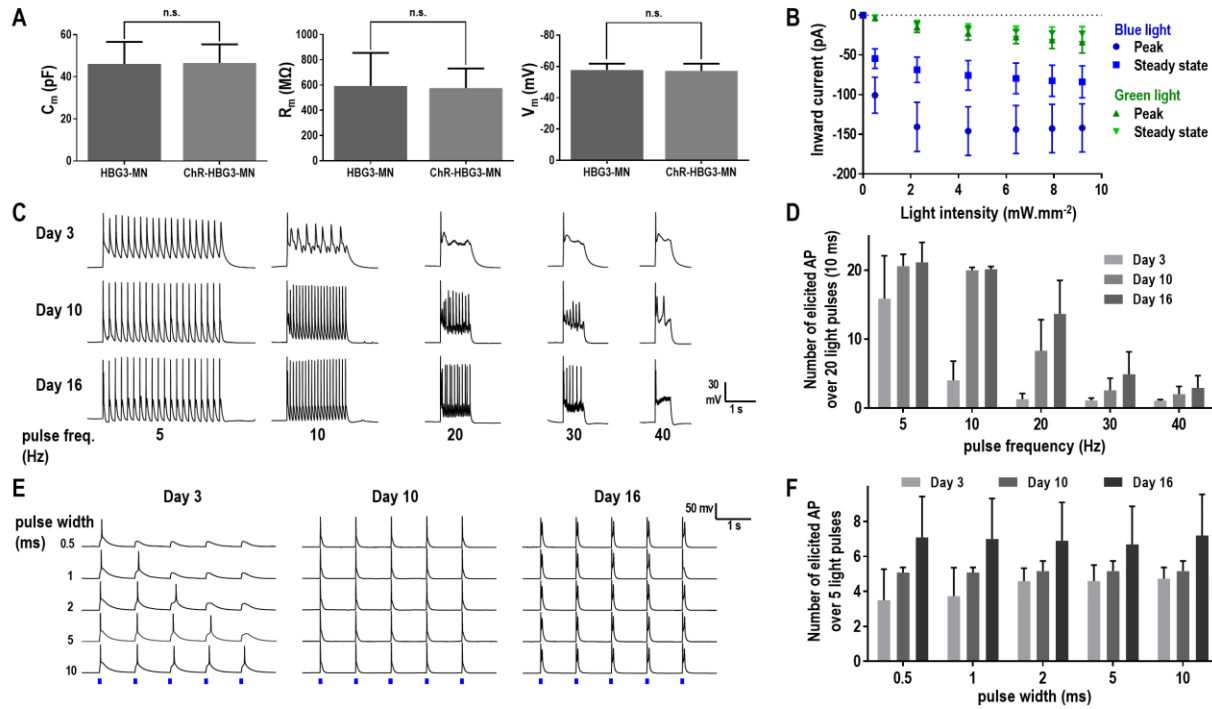 A
n.s.
Cm (pF)
60
40
20
0
HBG3-MN
ChR-HBG3-MN
n.s.
Rm (MΩ)
1000
800
600
400
200
0
HBG3-MN
ChR-HBG3-MN
n.s.
Vm (mV)
-80
-60
-40
-20
0
HBG3-MN
ChR-HBG3-MN
B
Inward current (pA)
0
-50
-100
-150
-200
0
2
4
6
8
10
Light intensity (mW.mm-2)
Blue light
Peak
Steady state
Green light
Peak
Steady state
C
Day 3
Day 10
Day 16
30
mV
1 s
pulse freq.
(Hz)
5
10
20
30
40
D
Number of elicited AP
over 20 light pulses (10 ms)
20
10
0
Day 3
Day 10
Day 16
5
10
20
30
40
pulse frequency (Hz)
E
Day 3
Day 10
Day 16
50 mv
1 s
pulse width
(ms)
0.5
1
2
5
10
F
Day 3
Day 10
Day 16
Number of elicited AP
over 5 light pulses
8
6
4
2
0
0.5
1
2
5
10
pulse width (ms)